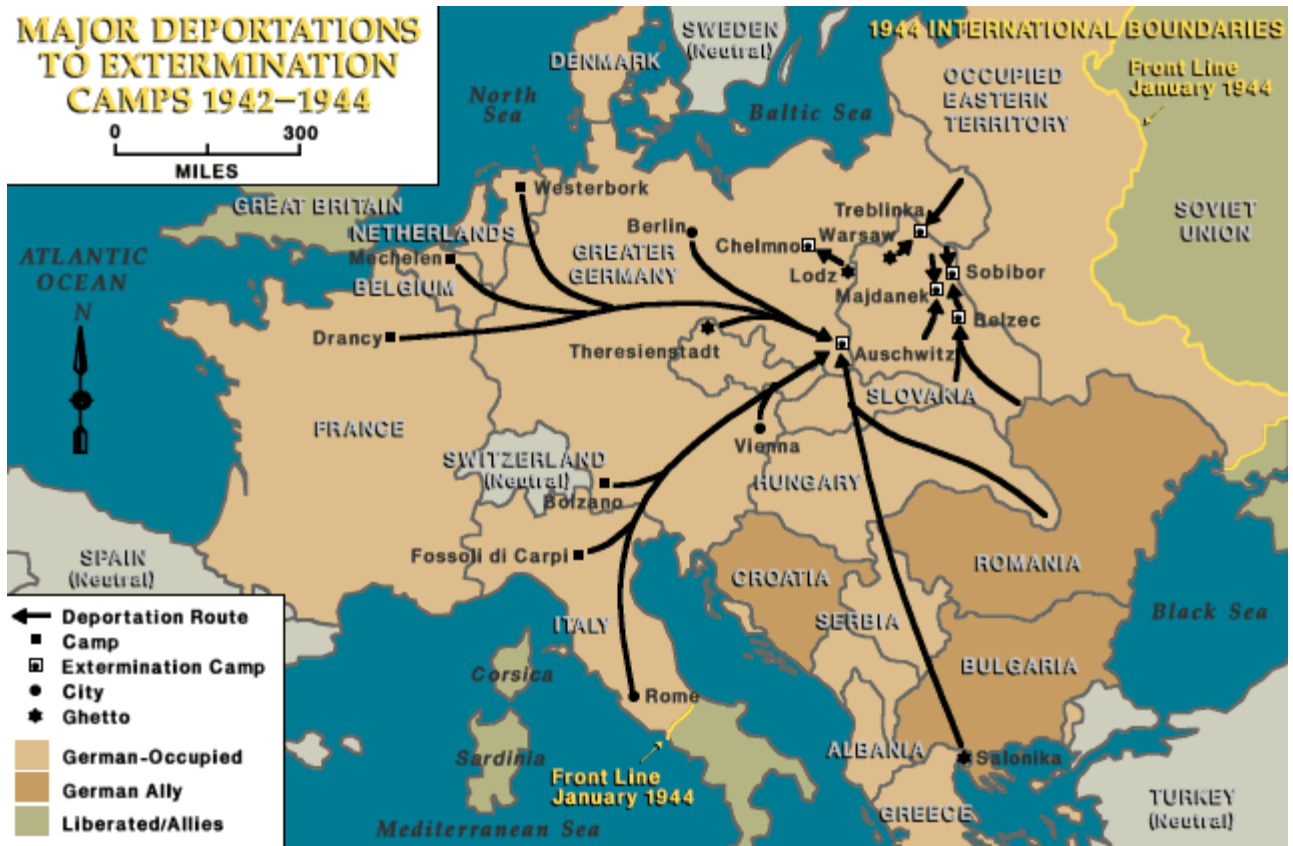 MAJOR DEPORTATIONS
TO EXTERMINATION
CAMPS 1942–1944
0 300
MILES
1944 INTERNATIONAL BOUNDARIES
Front Line
January 1944
SWEDEN
(Neutral)
DENMARK
North
Sea
Baltic Sea
OCCUPIED
EASTERN
TERRITORY
SOVIET
UNION
GREAT BRITAIN
ATLANTIC
OCEAN
N
Westerbork
NETHERLANDS
Mechelen
BELGIUM
Berlin
GREATER
GERMANY
Treblinka
Chelmno
Warsaw
Lodz
Sobibor
Majdanek
Belzec
Drancy
Theresienstadt
Auschwitz
SLOVAKIA
FRANCE
Vienna
SWITZERLAND
(Neutral)
Bolzano
HUNGARY
Fossoli di Carpi
SPAIN
(Neutral)
CROATIA
ROMANIA
Black Sea
SERBIA
ITALY
BULGARIA
Corsica
Rome
Sardinia
ALBANIA
Salonika
Front Line
January 1944
GREECE
TURKEY
(Neutral)
Mediterranean Sea
Deportation Route
Camp
Extermination Camp
City
Ghetto
German-Occupied
German Ally
Liberated/Allies